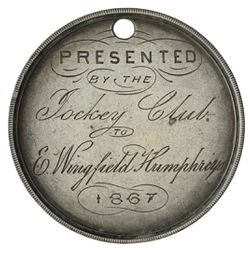 PRESENTED
BY THE
Jockey Club.
TO
E. Wingfield Humphreys
1867